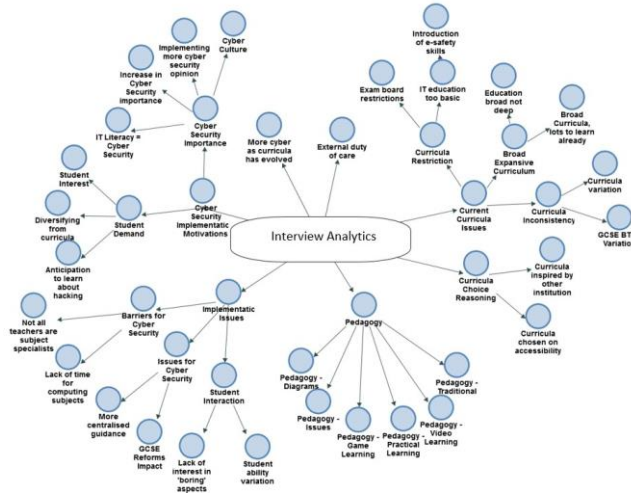 Cyber
Culture
Implementing
more cyber
security
opinion
Increase in
Cyber
Security
importance
IT Literacy =
Cyber
Security
Cyber
Security
Importance
Student
Interest
Diversifying
from
curricula
Student
Demand
Anticipation
to learn
about
hacking
Cyber
Security
Implementic
Motivations
More cyber
as curricula
has evolved
External duty
of care
Introduction
of e-safety
skills
Exam board
restrictions
IT education
too basic
Education
broad not
deep
Broad
Curricula,
lots to learn
already
Curricula
Restriction
Broad
Expansive
Curriculum
Curricula
variation
Current
Curricula
Issues
Curricula
Inconsistency
GCSE BT
Variation
Interview Analytics
Curricula
Choice
Reasoning
Curricula
inspired by
other
institution
Curricula
chosen on
accessibility
Implementic
Issues
Barriers for
Cyber
Security
Not all
teachers are
subject
specialists
Lack of time
for
computing
subjects
Issues for
Cyber
Security
More
centralised
guidance
GCSE
Reforms
Impact
Student
Interaction
Lack of
interest in
'boring'
aspects
Student
ability
variation
Pedagogy
Pedagogy -
Diagrams
Pedagogy -
Issues
Pedagogy -
Game
Learning
Pedagogy -
Practical
Learning
Pedagogy -
Video
Learning
Pedagogy -
Traditional